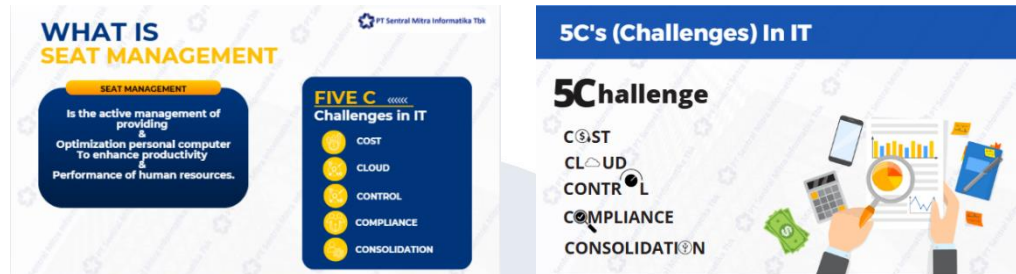 WHAT IS
SEAT MANAGEMENT
PT Sentral Mitra Informatika Tbk
SEAT MANAGEMENT
Is the active management of
providing
&
Optimization personal computer
To enhance productivity
&
Performance of human resources.
FIVE C «««
Challenges in IT
COST
CLOUD
CONTROL
COMPLIANCE
CONSOLIDATION
5C's (Challenges) In IT
5Challenge
COST
CLOUD
CONTROL
COMPLIANCE
CONSOLIDATION